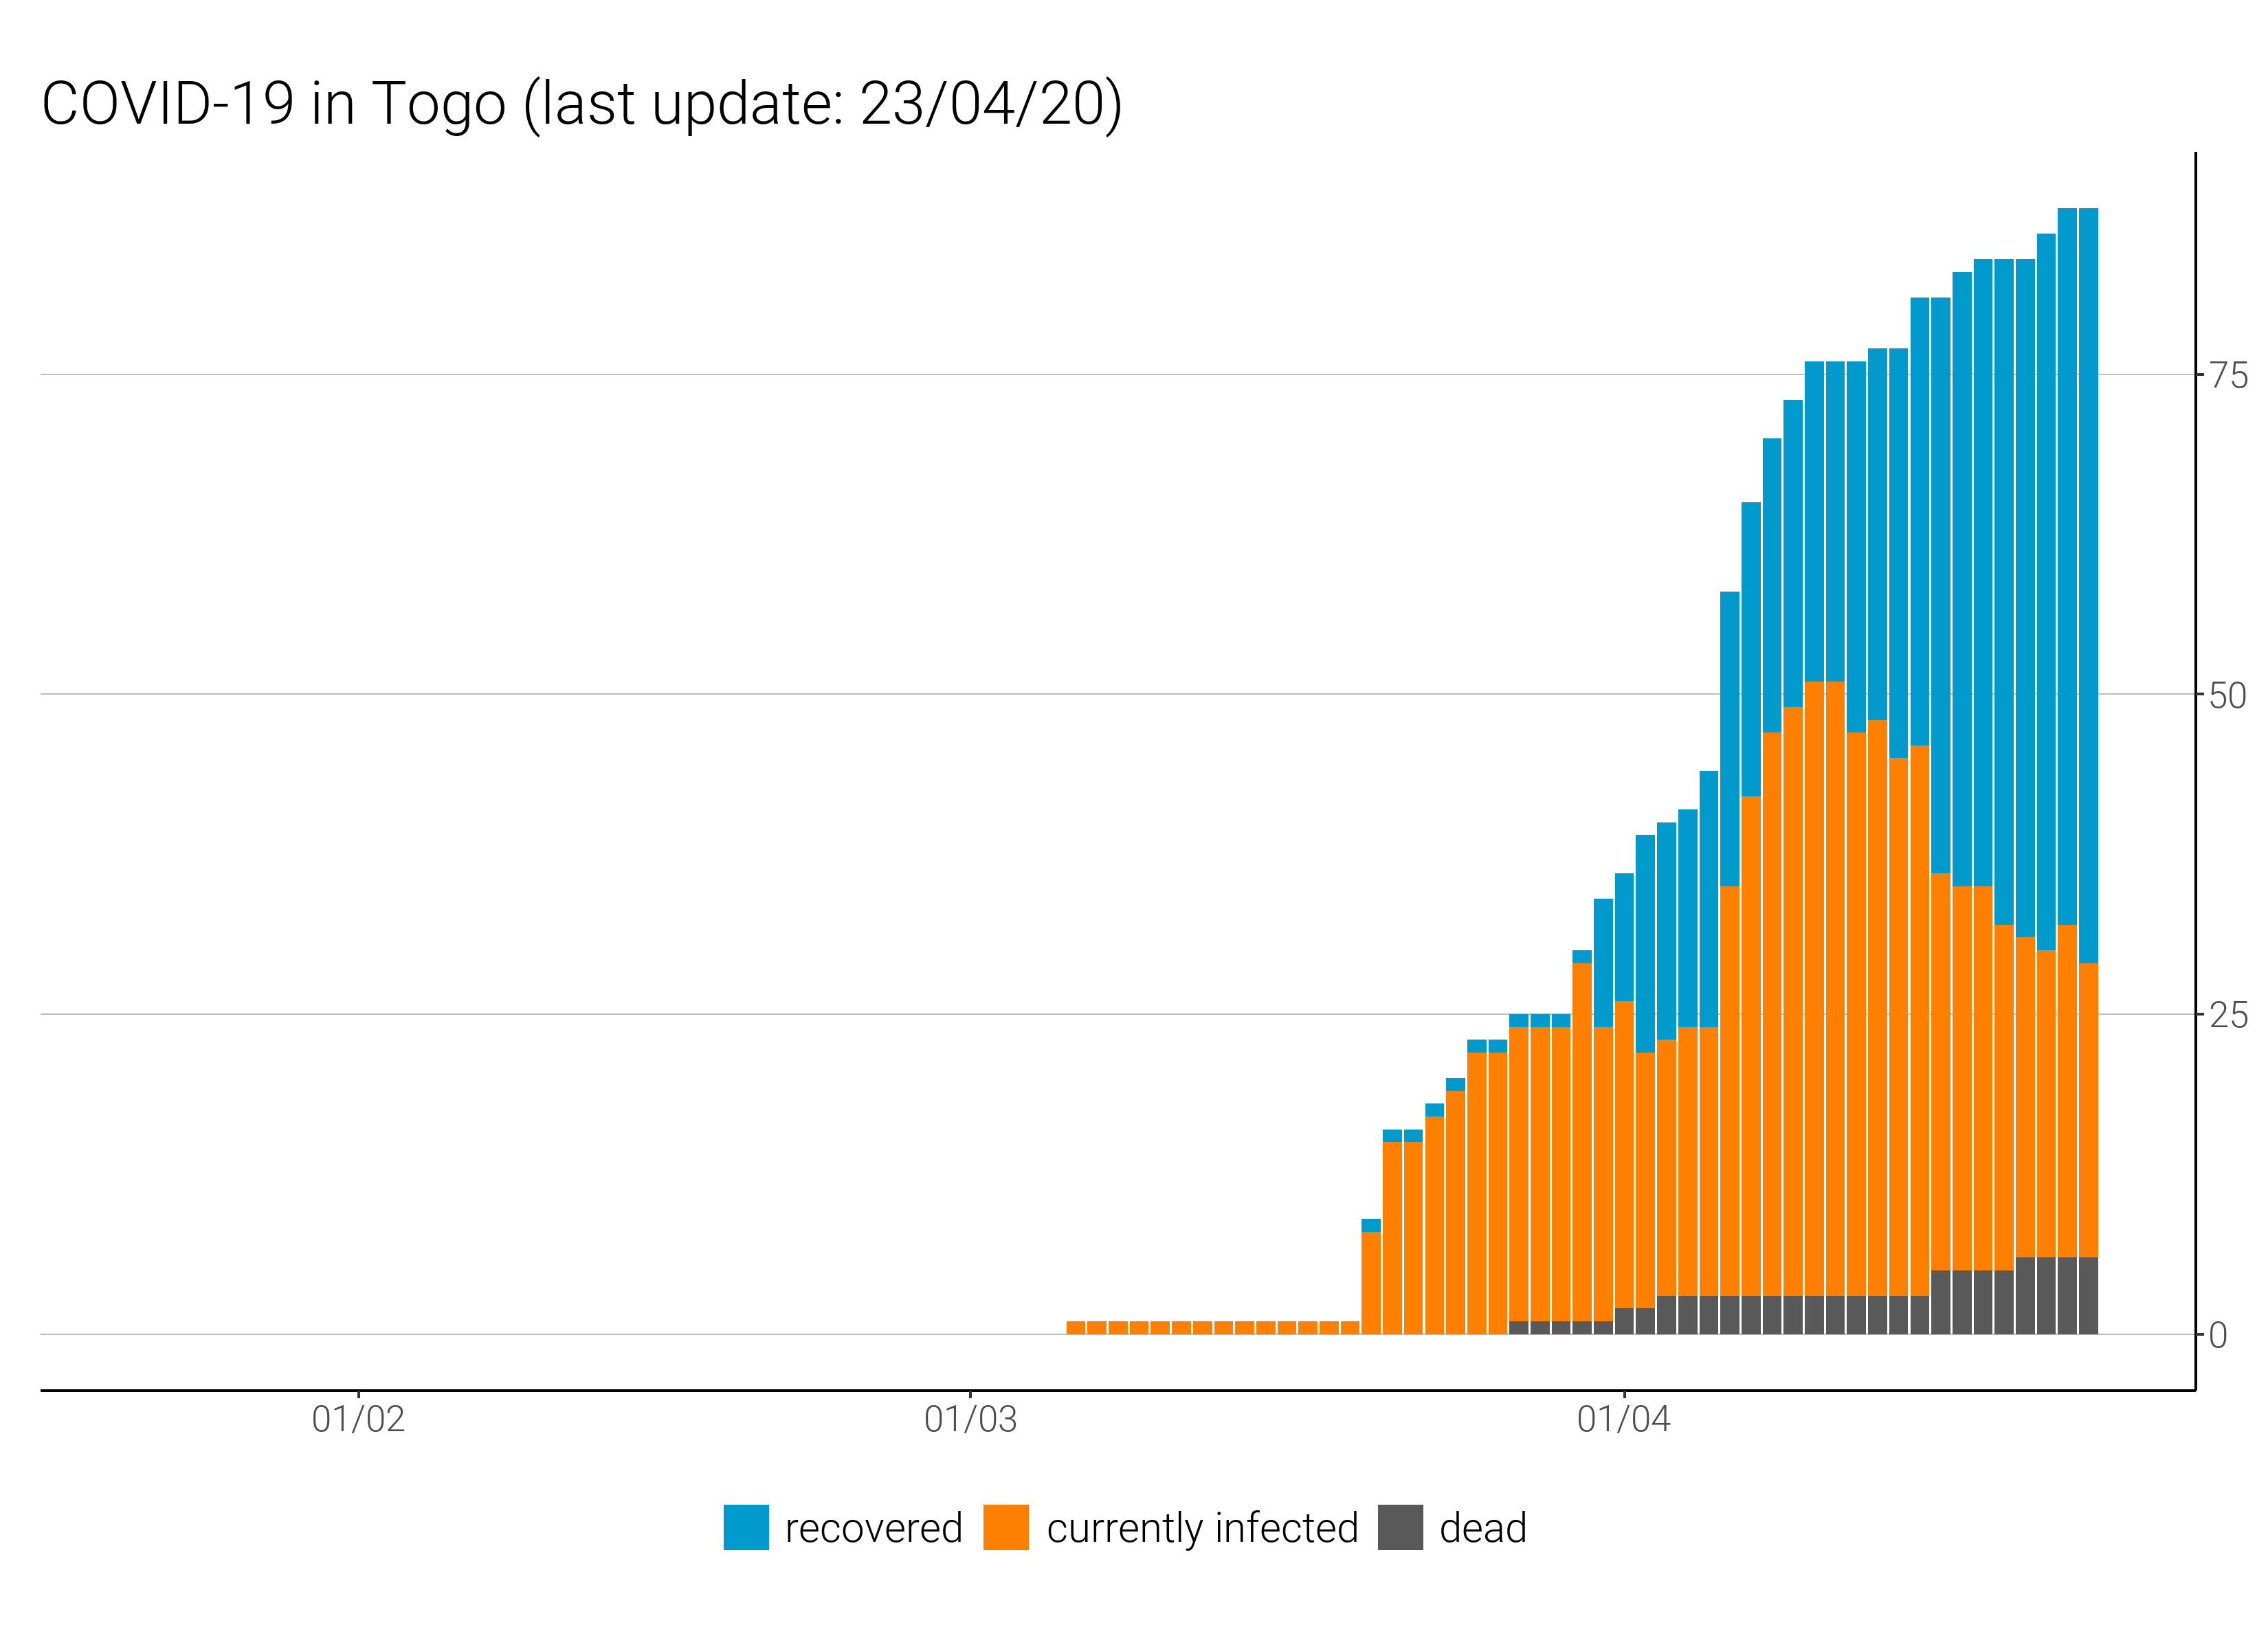 COVID-19 in Togo (last update: 23/04/20)
75
50
25
0
01/02 01/03 01/04
recovered currently infected dead